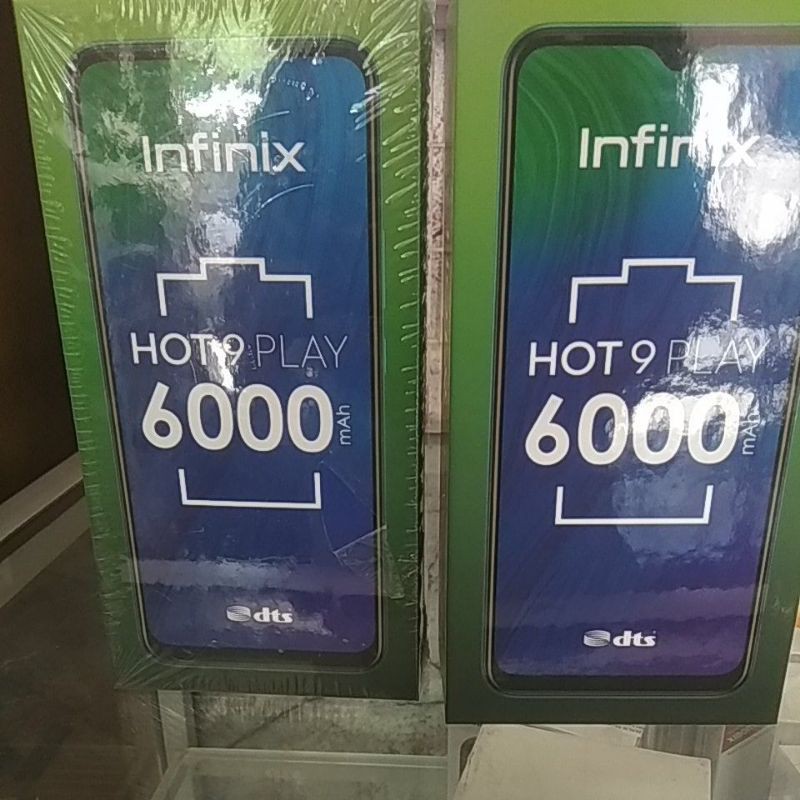 Infinix
HOT 9 PLAY
6000 mAh
dts
Infinix
HOT 9 PLAY
6000 mAh
dts